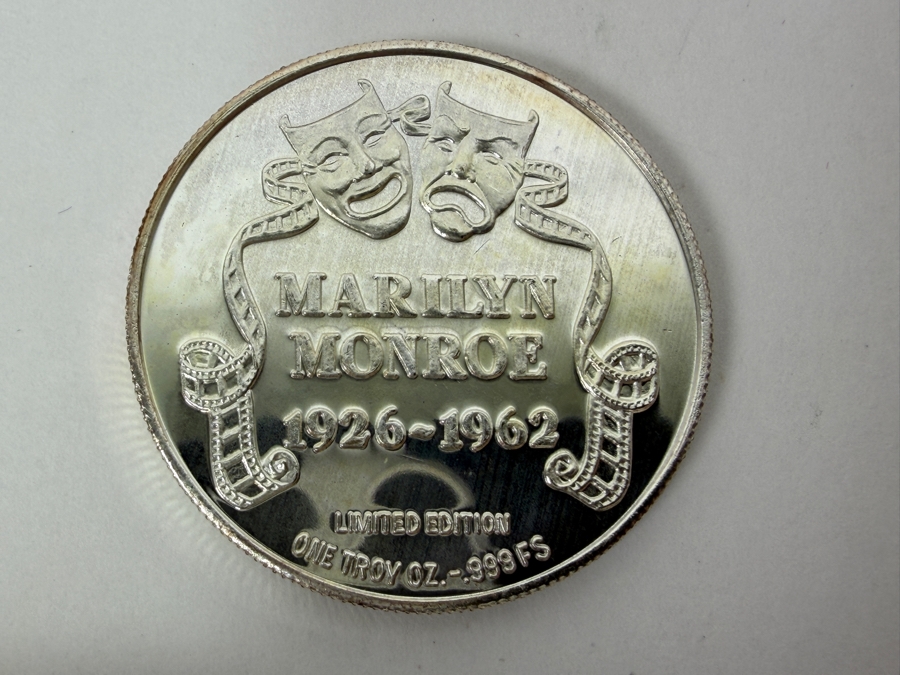 MARILYN
MONROE
1926~1962
LIMITED EDITION
ONE TROY OZ.-.999 FS